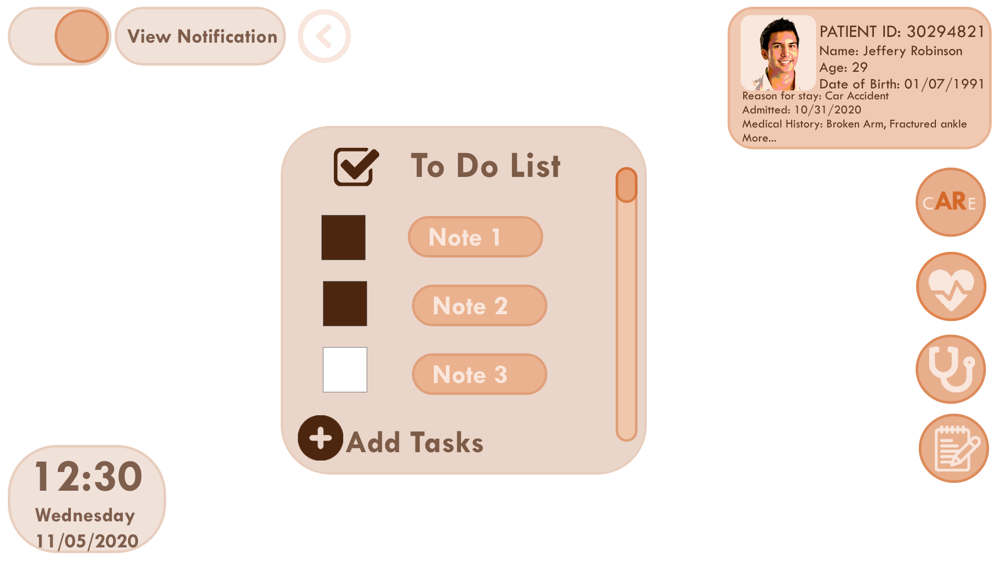 View Notification
PATIENT ID: 30294821
Name: Jeffery Robinson
Age: 29
Date of Birth: 01/07/1991
Reason for stay: Car Accident
Admitted: 10/31/2020
Medical History: Broken Arm, Fractured ankle
More...
To Do List
Note 1
Note 2
Note 3
Add Tasks
CARE
12:30
Wednesday
11/05/2020